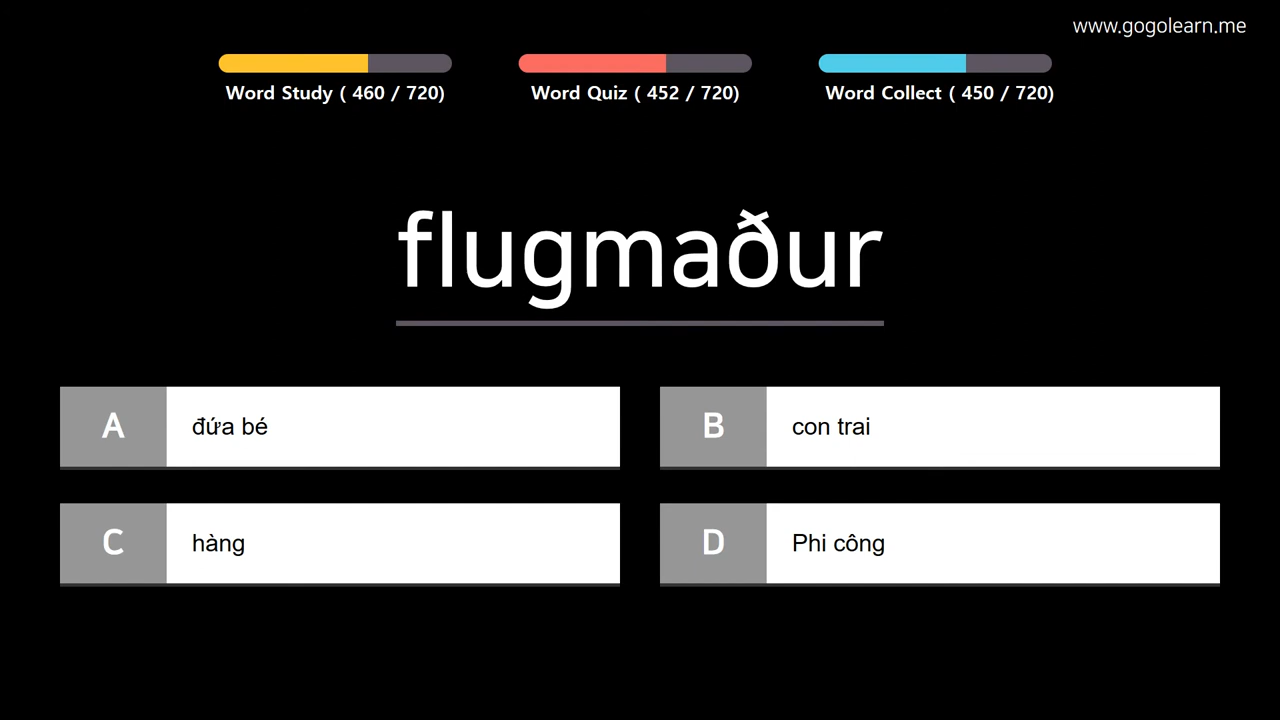 www.gogolearn.me
Word Study ( 460 / 720)
Word Quiz ( 452 / 720)
Word Collect ( 450 / 720)
flugmaður
A đứa bé
B con trai
C hàng
D Phi công